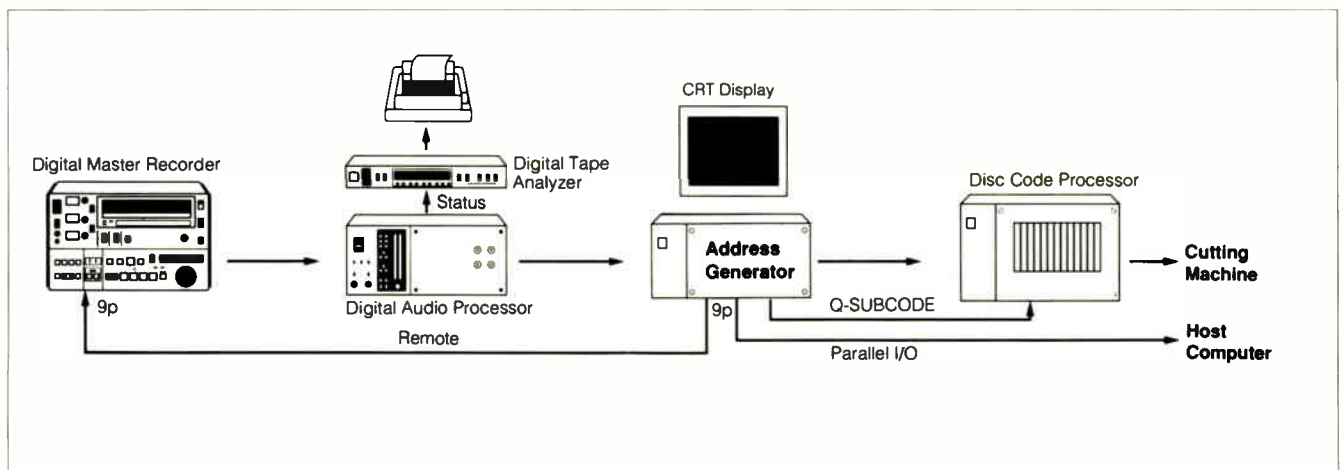 CRT Display
Digital Master Recorder
Digital Tape
Analyzer
Disc Code Processor
Status
Address
Generator
Cutting
Machine
9p
Digital Audio Processor
9p
Q-SUBCODE
Remote
Parallel I/O
Host
Computer